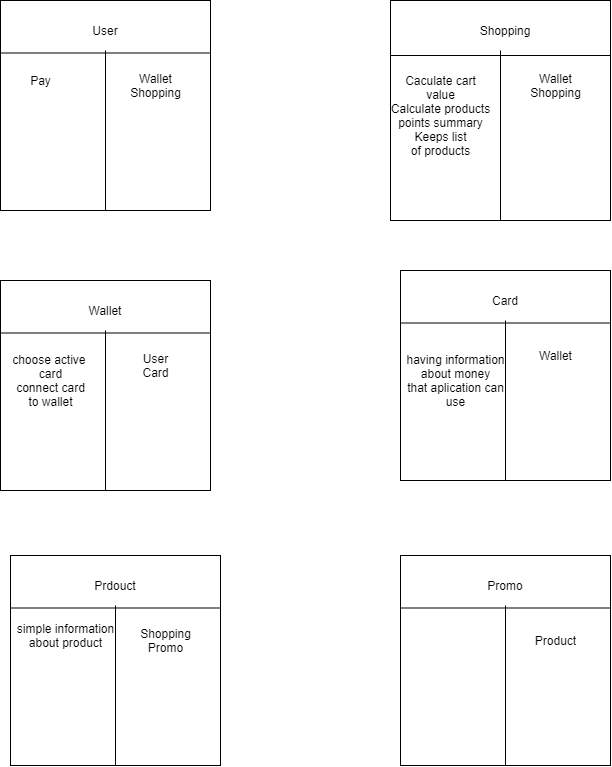 User
Pay
Wallet
Shopping
Shopping
Caculate cart
value
Calculate products
points summary
Keeps list
of products
Wallet
Shopping
Wallet
choose active
card
connect card
to wallet
User
Card
Card
having information
about money
that aplication can
use
Wallet
Prdouct
simple information
about product
Shopping
Promo
Promo
Product